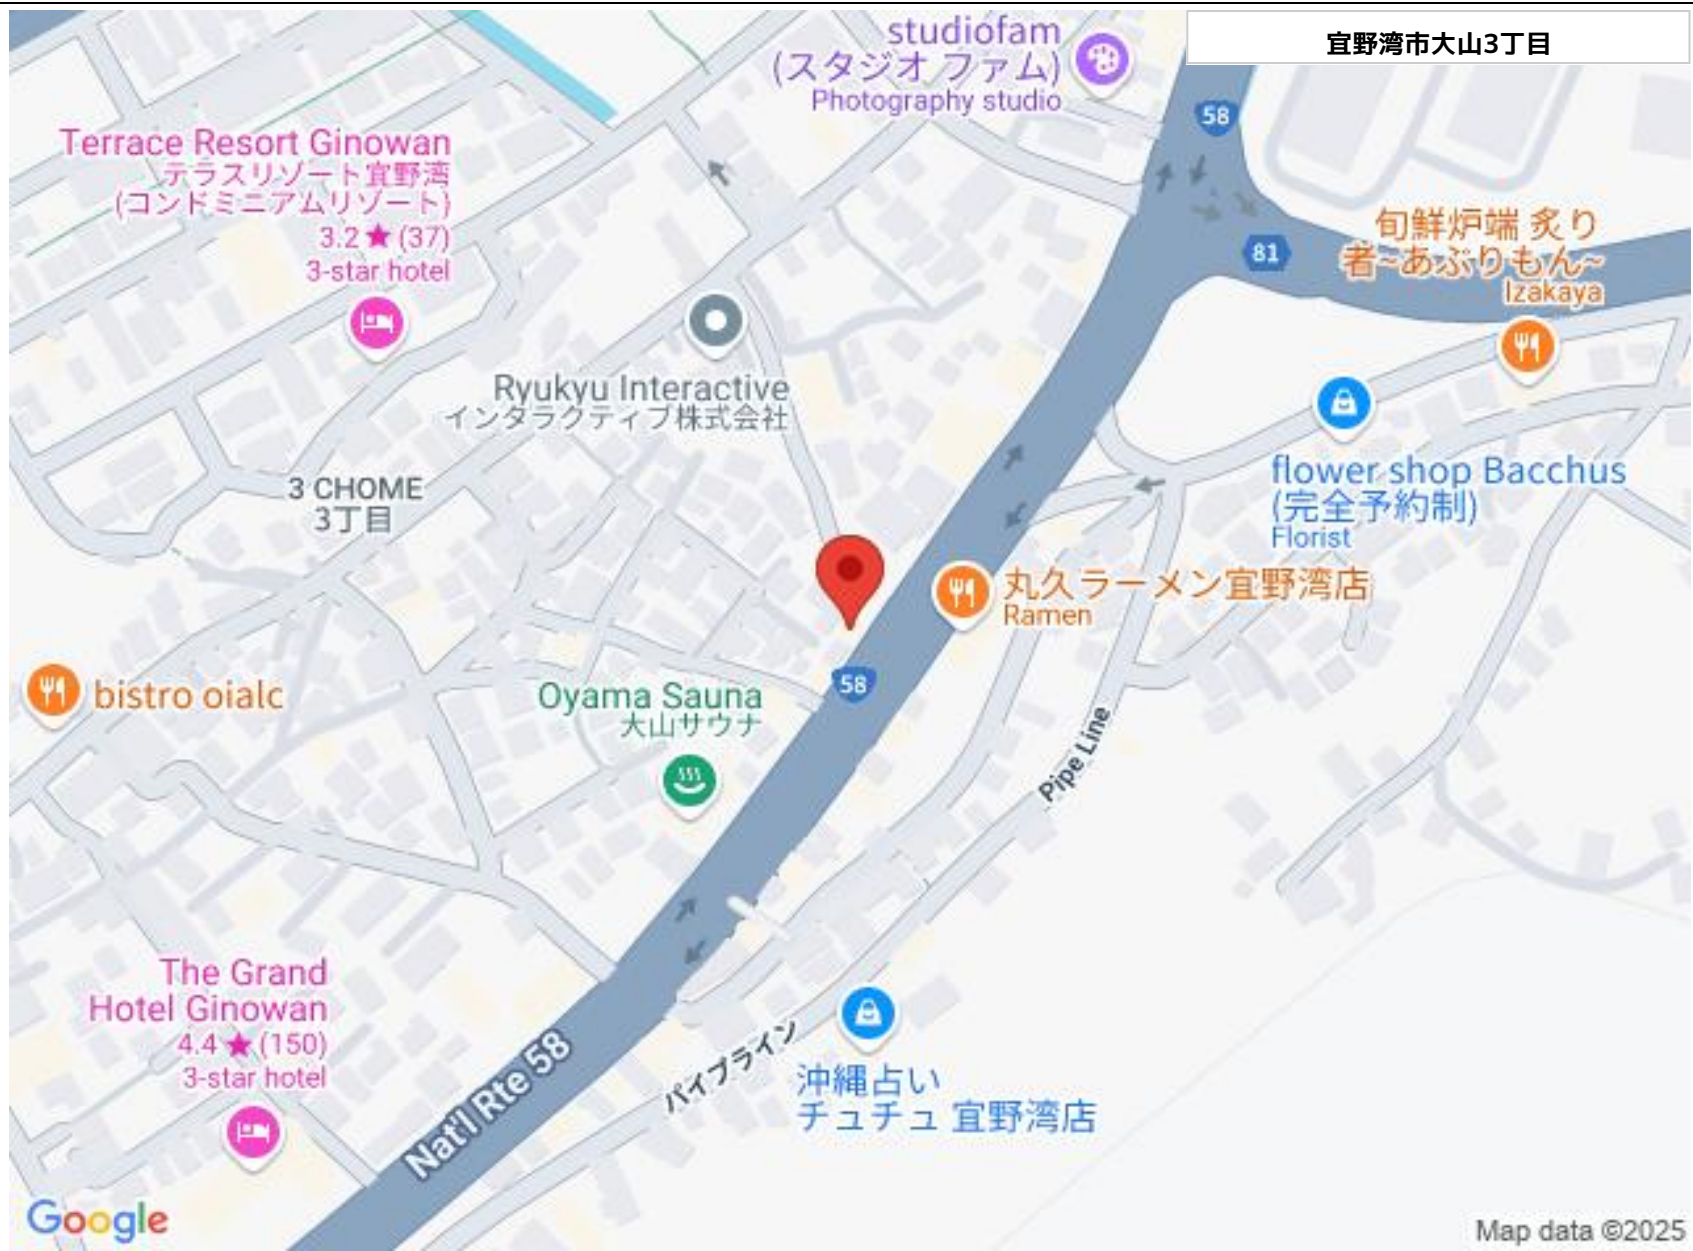 宜野湾市大山3丁目
studiofam
(スタジオ ファム)
Photography studio
58
Terrace Resort Ginowan
テラスリゾート宜野湾
(コンドミニアムリゾート)
3.2★(37)
3-star hotel
81
旬鮮炉端 炙り
者~あぶりもん~
Izakaya
Ryukyu Interactive
インタラクティブ株式会社
flower shop Bacchus
(完全予約制)
Florist
3 CHOME
3丁目
丸久ラーメン宜野湾店
Ramen
58
bistro oialc
Oyama Sauna
大山サウナ
Pipe Line
The Grand
Hotel Ginowan
4.4★(150)
3-star hotel
Nat'l Rte 58
パイプライン
沖縄占い
チュチュ 宜野湾店
Google
Map data ©2025